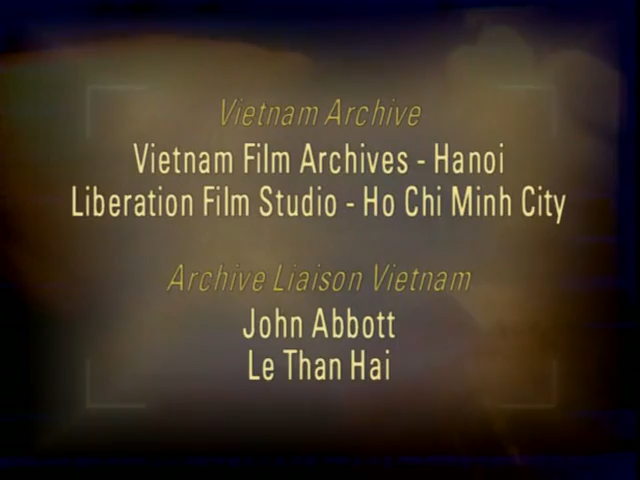 Vietnam Archive
Vietnam Film Archives - Hanoi
Liberation Film Studio - Ho Chi Minh City
Archive Liaison Vietnam
John Abbott
Le Than Hai